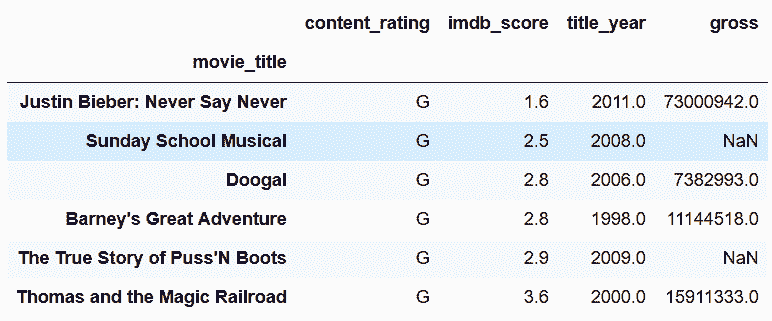 content_rating imdb_score title_year gross
movie_title
Justin Bieber: Never Say Never G 1.6 2011.0 73000942.0
Sunday School Musical G 2.5 2008.0 NaN
Doogal G 2.8 2006.0 7382993.0
Barney's Great Adventure G 2.8 1998.0 11144518.0
The True Story of Puss'N Boots G 2.9 2009.0 NaN
Thomas and the Magic Railroad G 3.6 2000.0 15911333.0